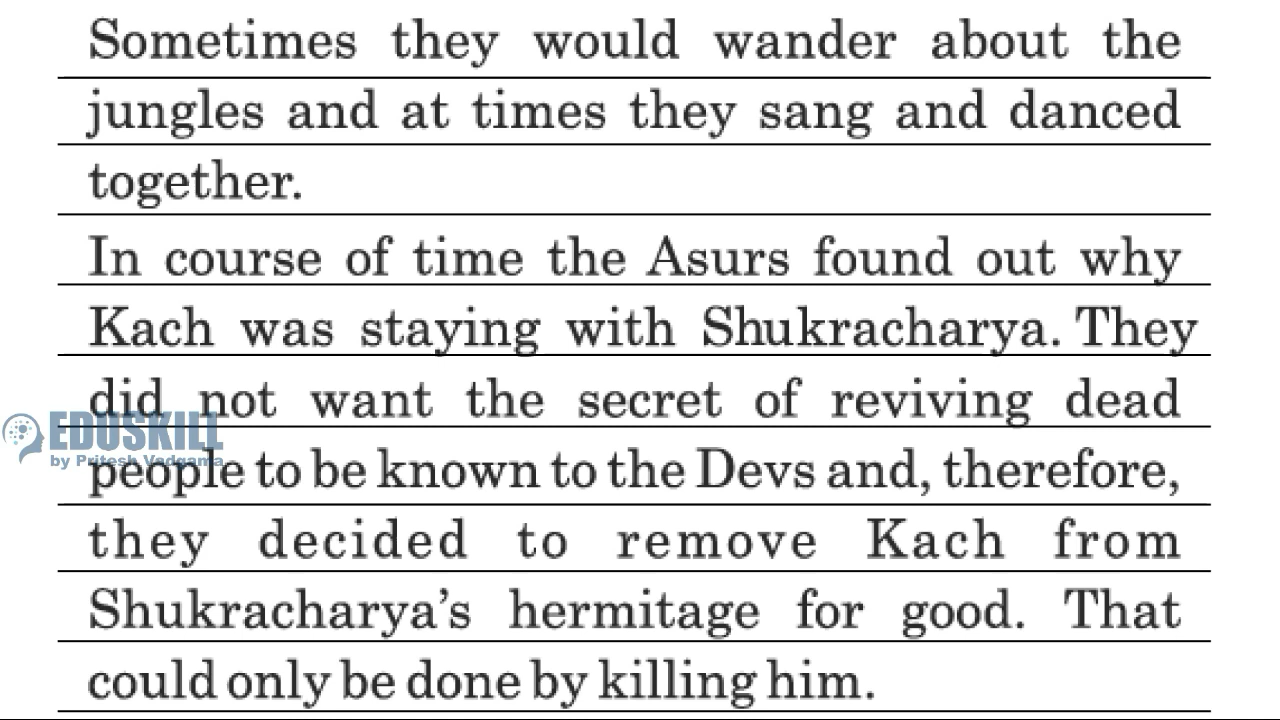 Sometimes they would wander about the
jungles and at times they sang and danced
together.
In course of time the Asurs found out why
Kach was staying with Shukracharya. They
did not want the secret of reviving dead
EDUSKILL
by Pritesh Vadgama
people to be known to the Devs and, therefore,
they decided to remove Kach from
Shukracharya’s hermitage for good. That
could only be done by killing him.